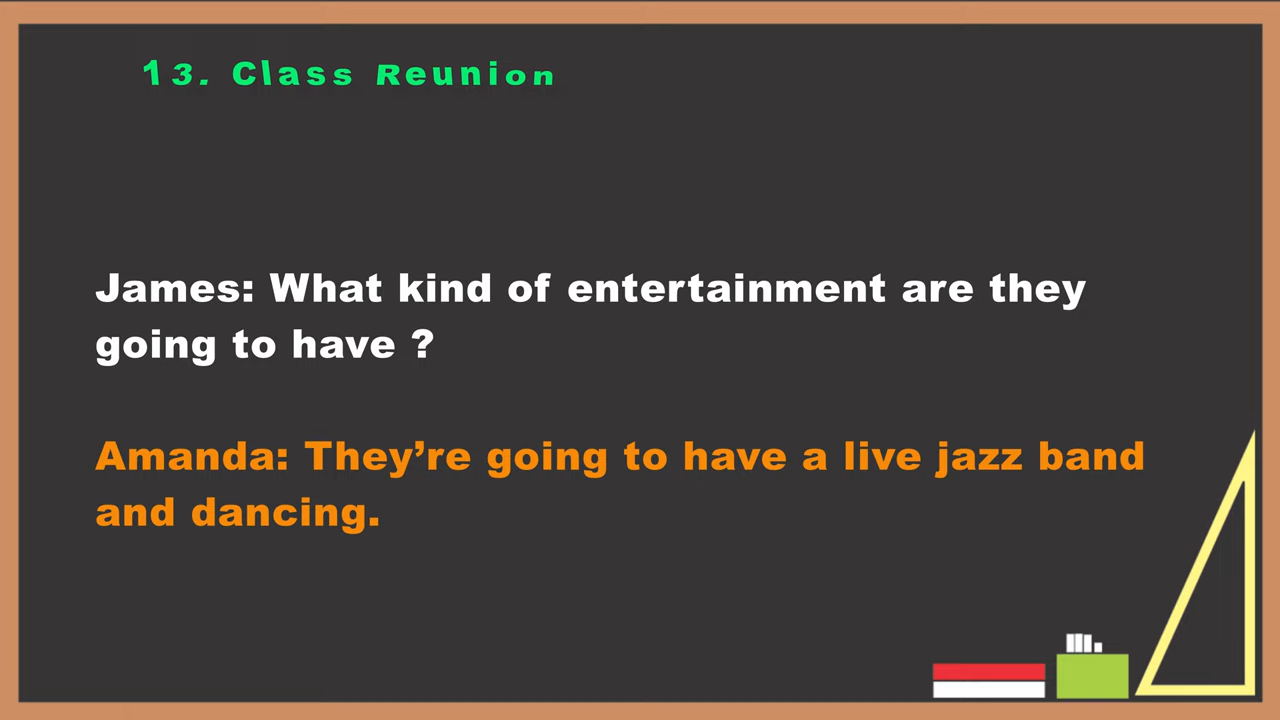 13. Class Reunion
James: What kind of entertainment are they
going to have ?
Amanda: They’re going to have a live jazz band
and dancing.